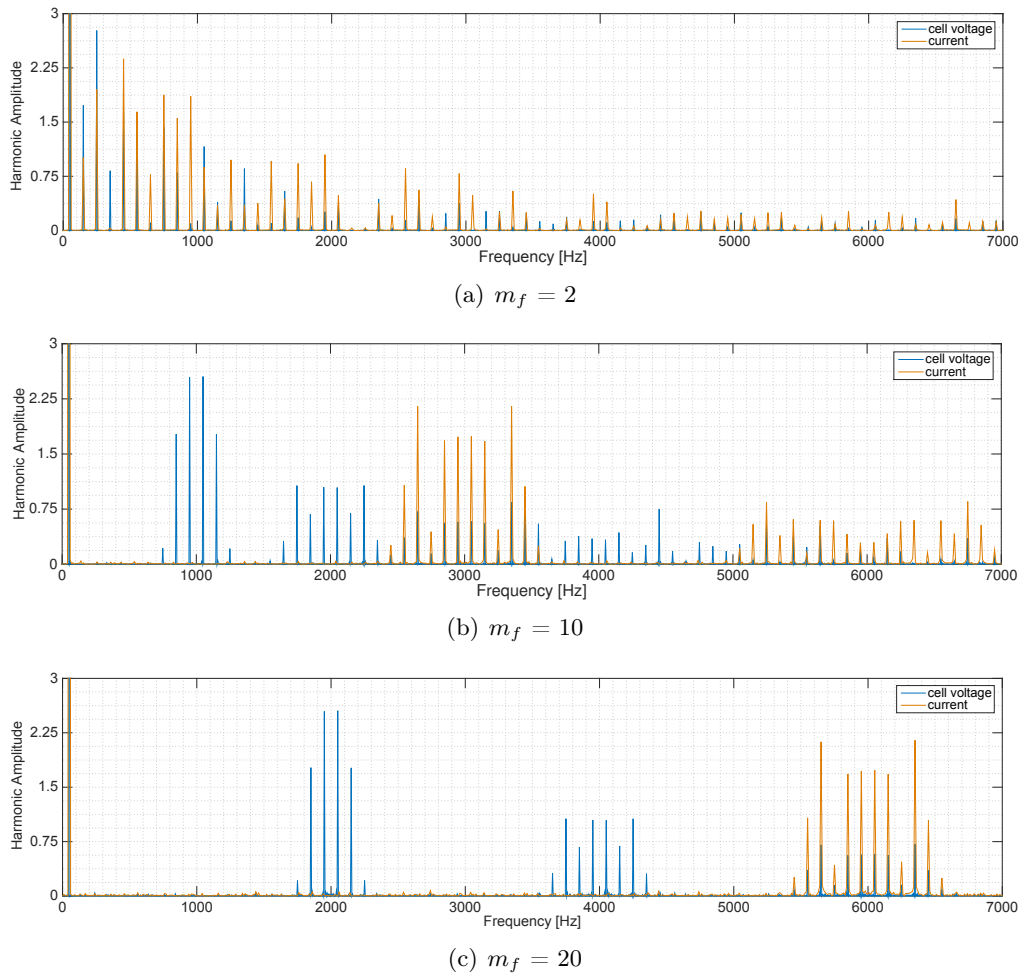 3
2.25
1.5
0.75
0
Harmonic Amplitude
cell voltage
current
0 1000 2000 3000 4000 5000 6000 7000
Frequency [Hz]
(a) m_f = 2
3
2.25
1.5
0.75
0
Harmonic Amplitude
cell voltage
current
0 1000 2000 3000 4000 5000 6000 7000
Frequency [Hz]
(b) m_f = 10
3
2.25
1.5
0.75
0
Harmonic Amplitude
cell voltage
current
0 1000 2000 3000 4000 5000 6000 7000
Frequency [Hz]
(c) m_f = 20